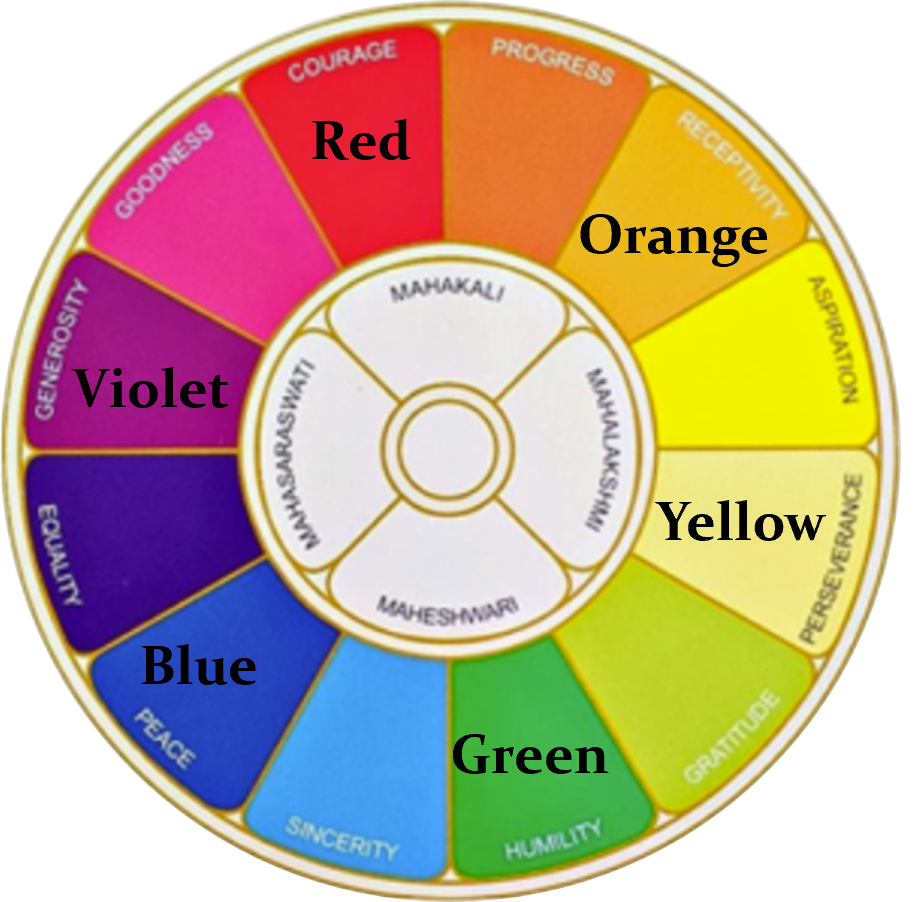 COURAGE
Red
PROGRESS
RECEPTIVITY
Orange
ASPIRATION
PERSEVERANCE
Yellow
GRATITUDE
HUMILITY
Green
SINCERITY
PEACE
Blue
EQUALITY
GENEROSITY
Violet
GOODNESS
MAHAKALI
MAHALAKSHMI
MAHESHWARI
MAHASARASWATI